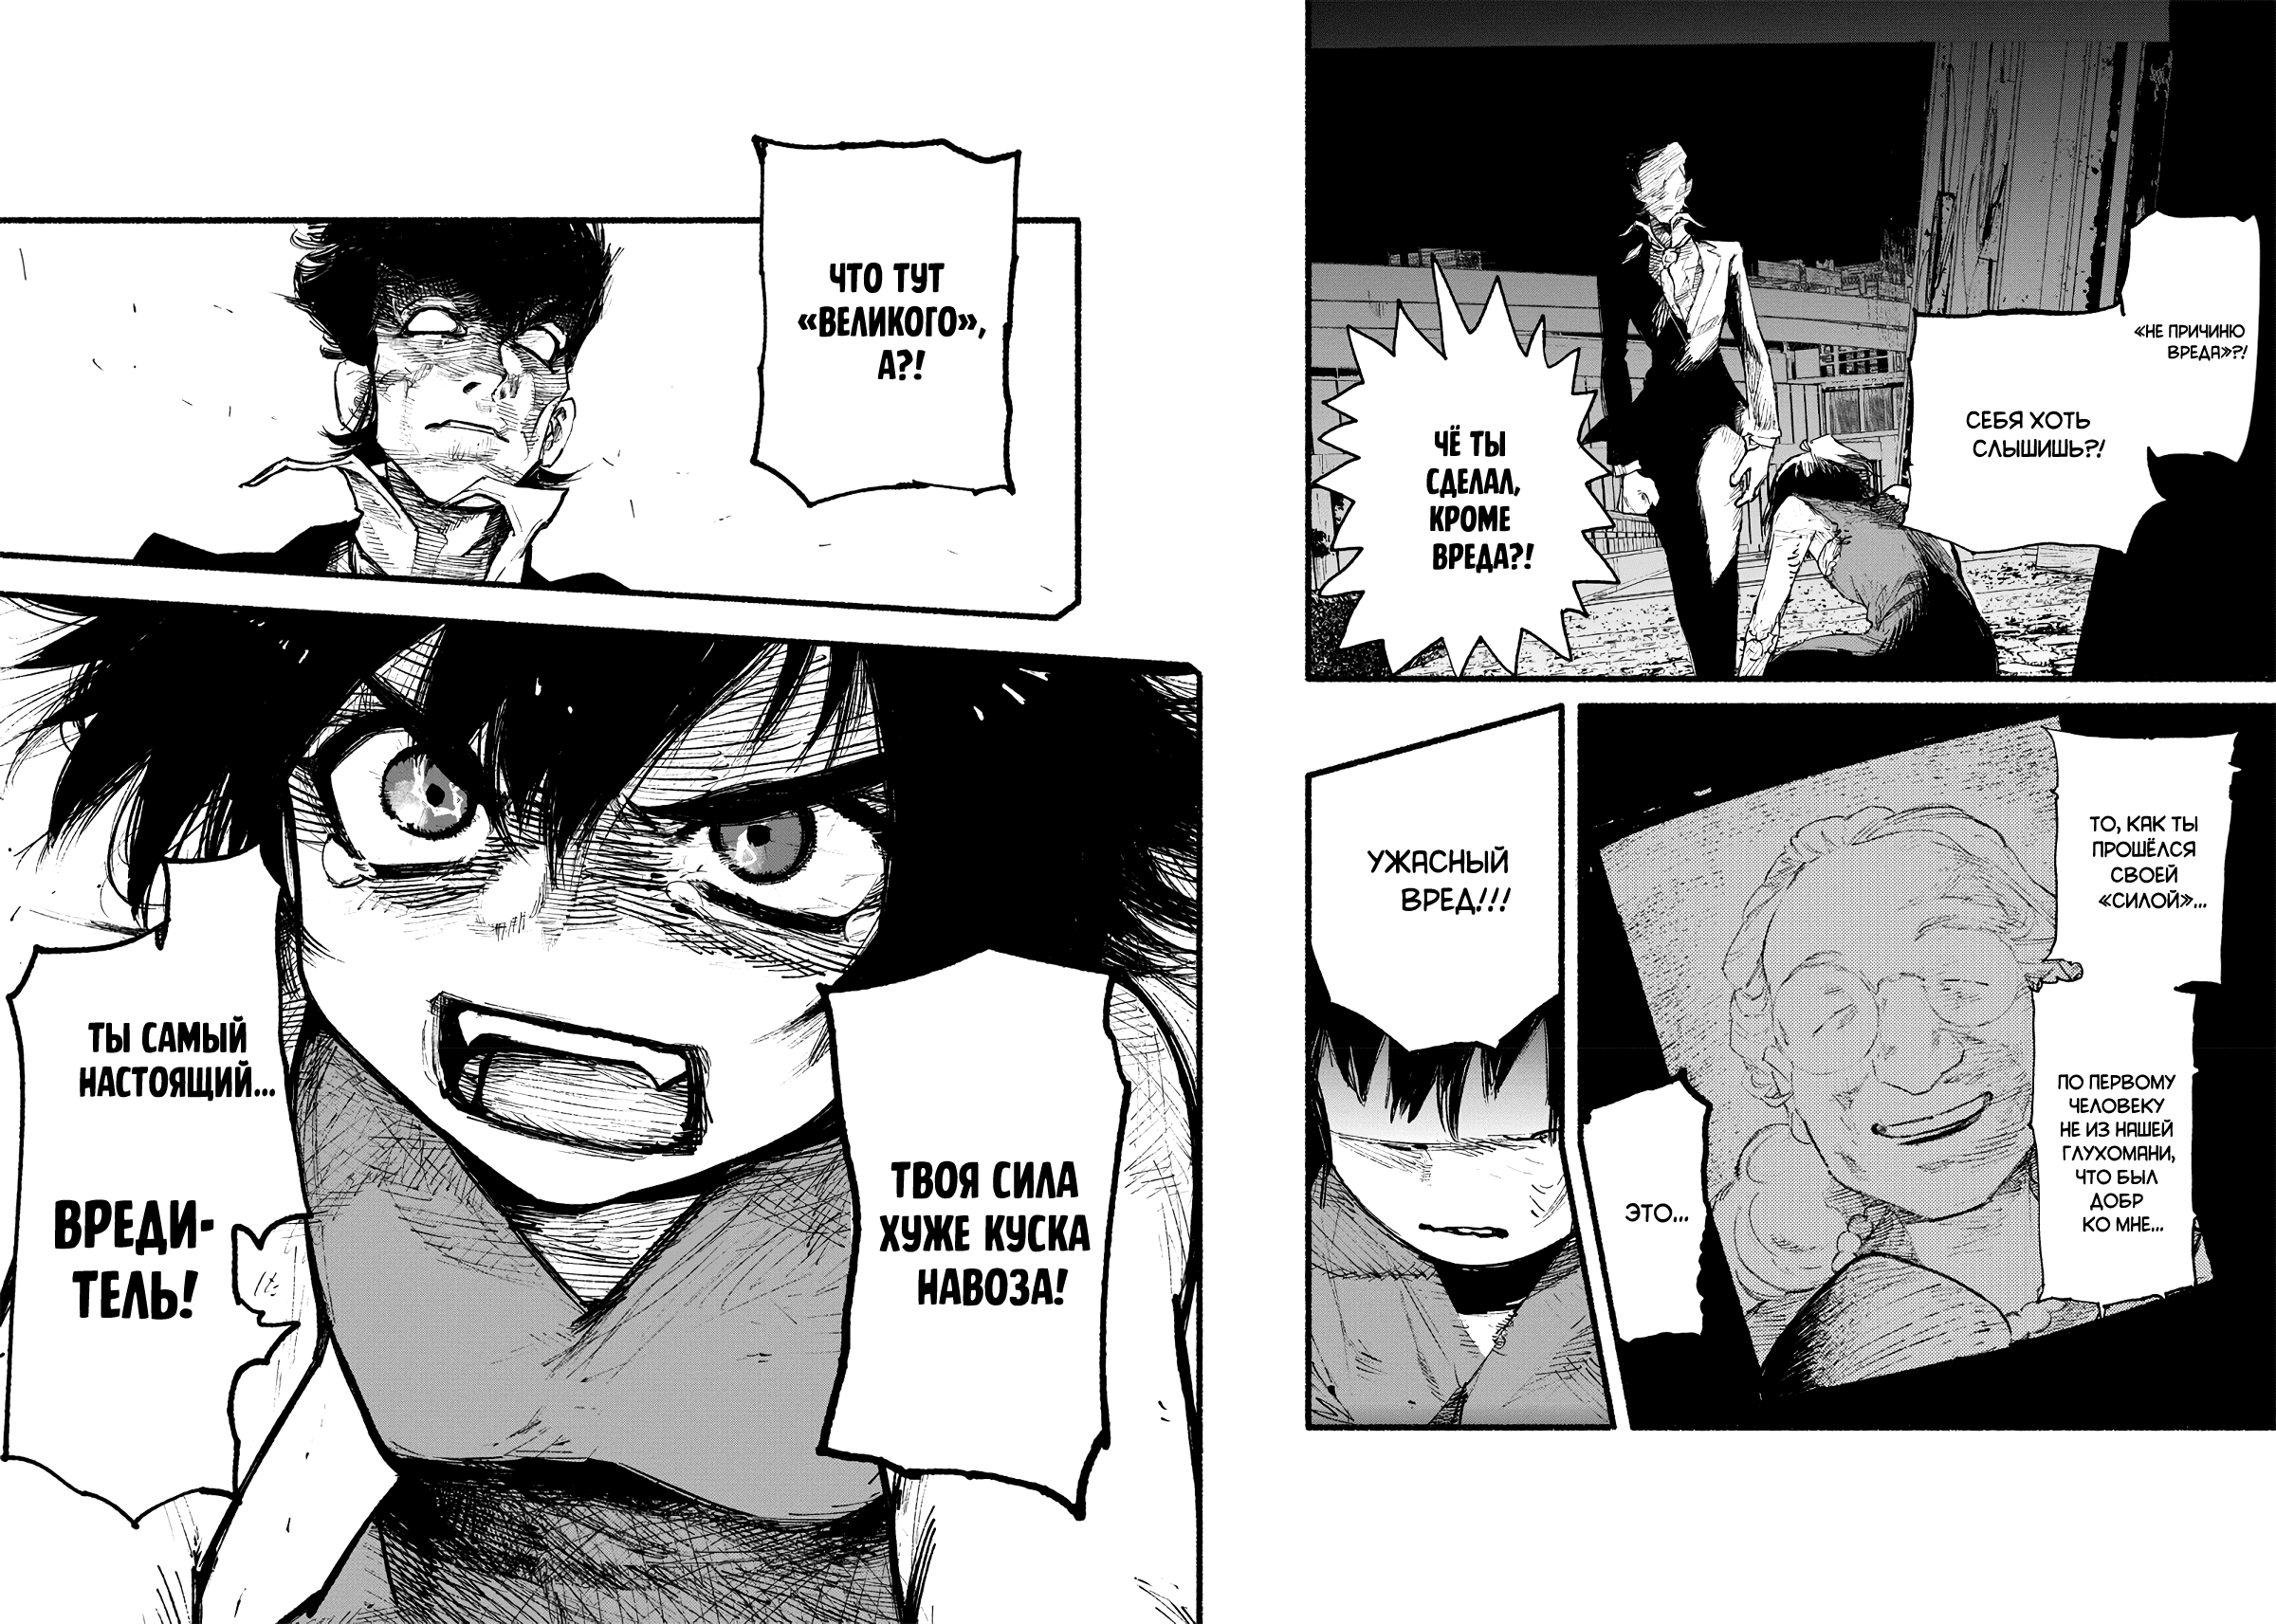 «НЕ ПРИЧИНЮ
ВРЕДА»?!
СЕБЯ ХОТЬ
СЛЫШИШЬ?!
ЧЁ ТЫ
СДЕЛАЛ,
КРОМЕ
ВРЕДА?!
ТО, КАК ТЫ
ПРОШЁЛСЯ
СВОЕЙ
«СИЛОЙ»...
ПО ПЕРВОМУ
ЧЕЛОВЕКУ
НЕ ИЗ НАШЕЙ
ГЛУХОМАНИ,
ЧТО БЫЛ
ДОБР
КО МНЕ...
ЭТО...
УЖАСНЫЙ
ВРЕД!!!
ЧТО ТУТ
«ВЕЛИКОГО»,
А?!
ТВОЯ СИЛА
ХУЖЕ КУСКА
НАВОЗА!
ТЫ САМЫЙ
НАСТОЯЩИЙ...
ВРЕДИ-
ТЕЛЬ!